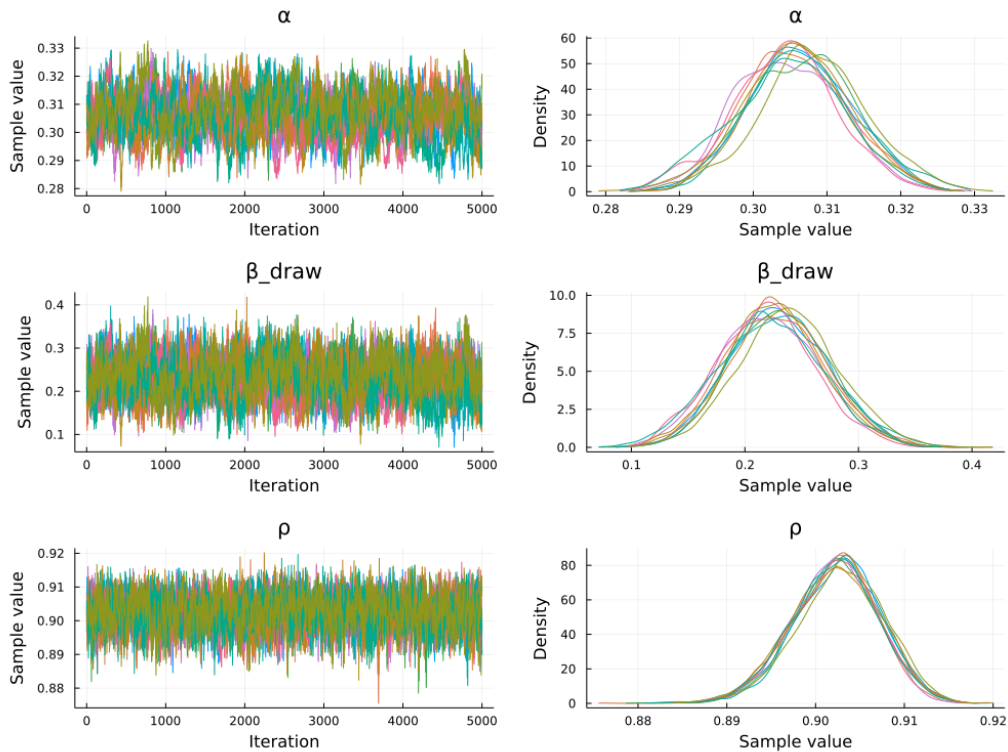 α
0.33
0.32
0.31
0.30
0.29
0.28
Sample value
0 1000 2000 3000 4000 5000
Iteration
α
60
50
40
30
20
10
0
Density
0.28 0.29 0.30 0.31 0.32 0.33
Sample value
β_draw
0.4
0.3
0.2
0.1
Sample value
0 1000 2000 3000 4000 5000
Iteration
β_draw
10.0
7.5
5.0
2.5
0.0
Density
0.1 0.2 0.3 0.4
Sample value
ρ
0.92
0.91
0.90
0.89
0.88
Sample value
0 1000 2000 3000 4000 5000
Iteration
ρ
80
60
40
20
0
Density
0.88 0.89 0.90 0.91 0.92
Sample value